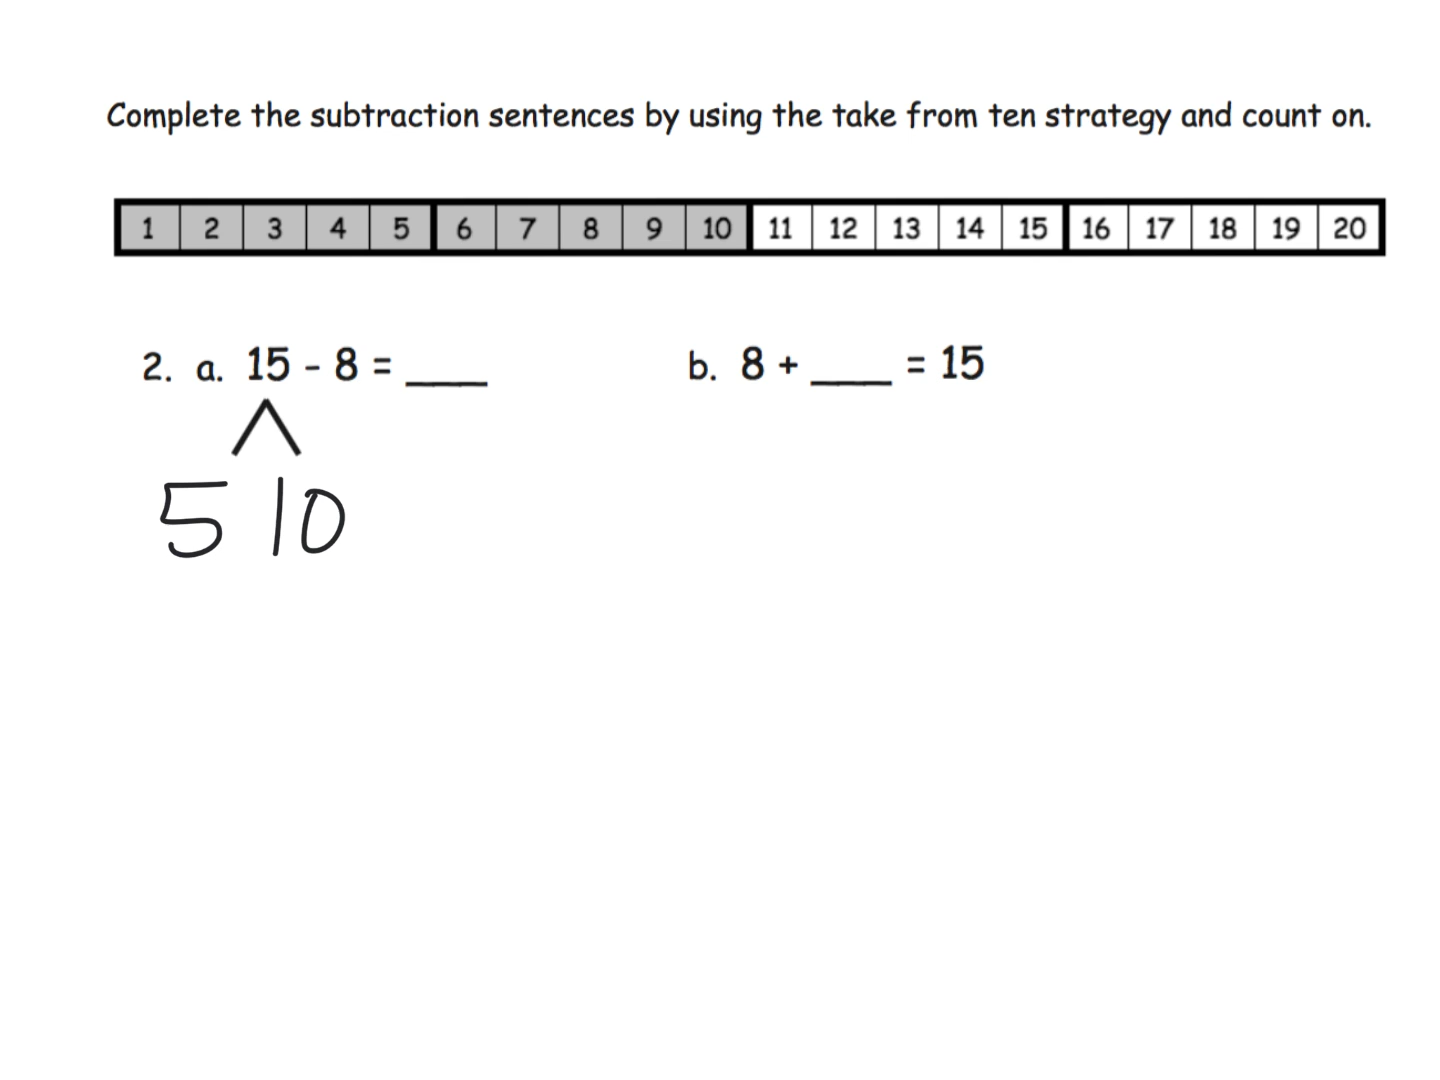 Complete the subtraction sentences by using the take from ten strategy and count on.
1 2 3 4 5 6 7 8 9 10 11 12 13 14 15 16 17 18 19 20
2. a. 15 - 8 = ____ b. 8 + ____ = 15
5 10